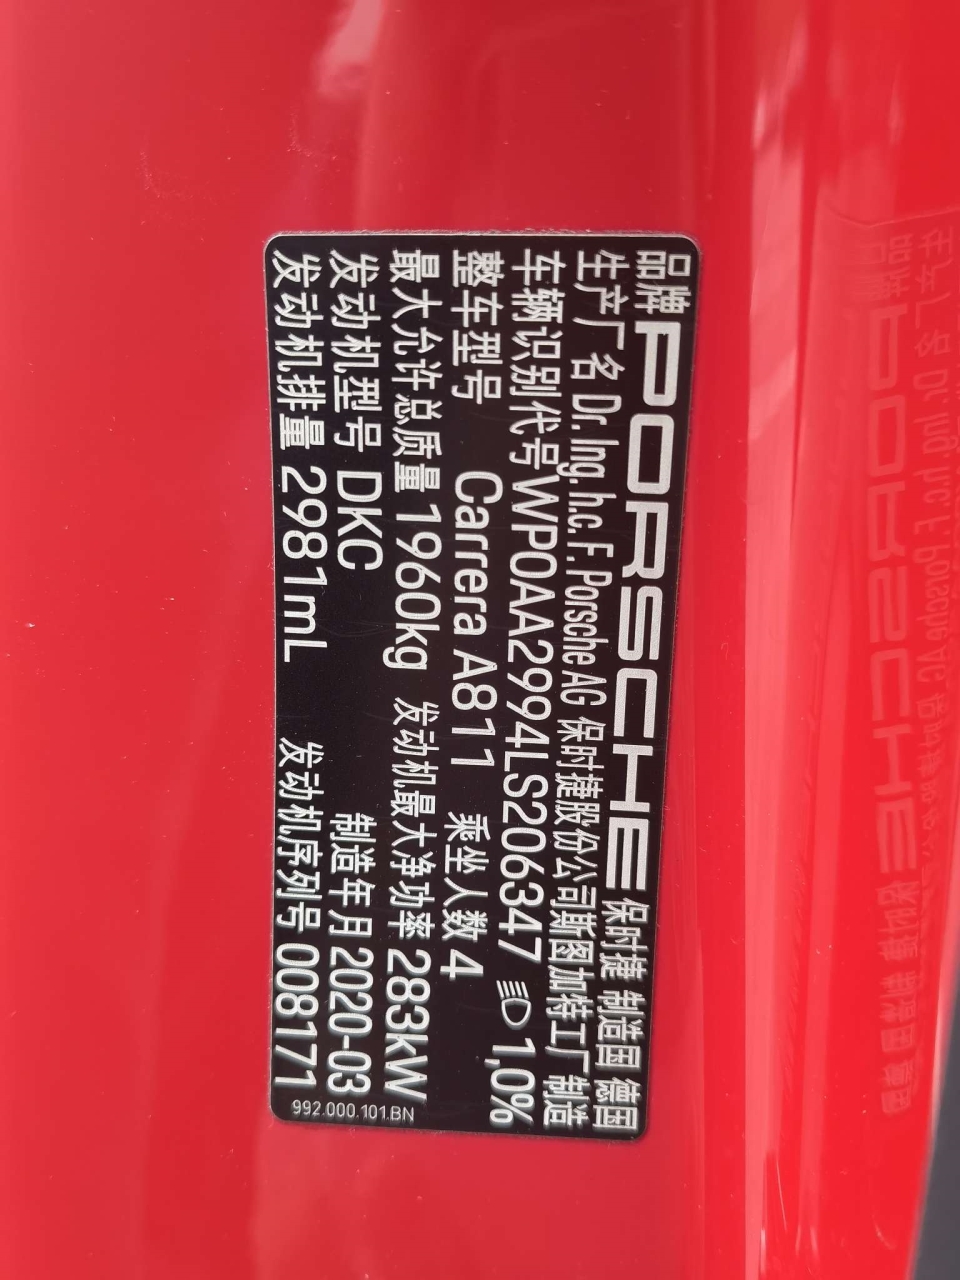 品牌 PORSCHE 保时捷 制造国 德国
生产厂名 Dr. Ing. h.c. F. Porsche AG 保时捷股份公司斯图加特工厂制造
车辆识别代号 WP0AA2994LS206347 1,0%
整车型号 Carrera A811 乘坐人数 4
最大允许总质量 1960kg 发动机最大净功率 283kW
发动机型号 DKC 制造年月 2020-03
发动机排量 2981mL 发动机序列号 008171
992.000.101.BN